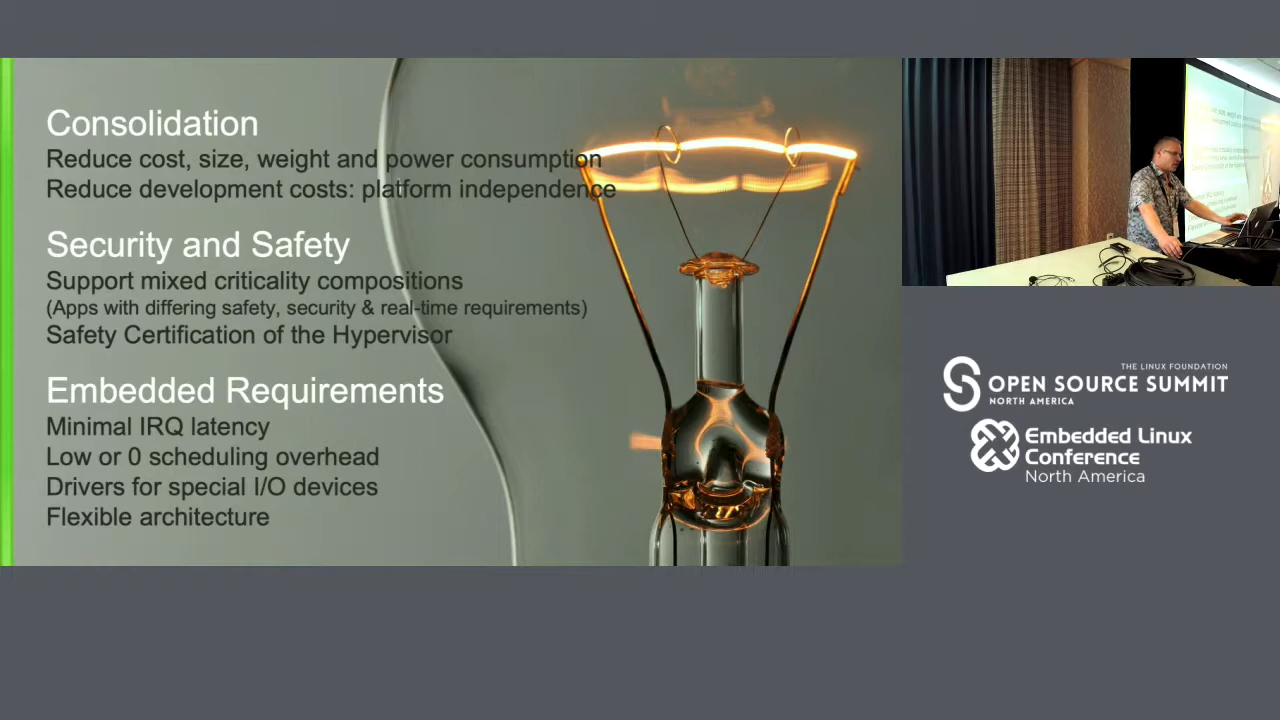 Consolidation
Reduce cost, size, weight and power consumption
Reduce development costs: platform independence
Security and Safety
Support mixed criticality compositions
(Apps with differing safety, security & real-time requirements)
Safety Certification of the Hypervisor
Embedded Requirements
Minimal IRQ latency
Low or 0 scheduling overhead
Drivers for special I/O devices
Flexible architecture
THE LINUX FOUNDATION
OPEN SOURCE SUMMIT
NORTH AMERICA
Embedded Linux
Conference
North America